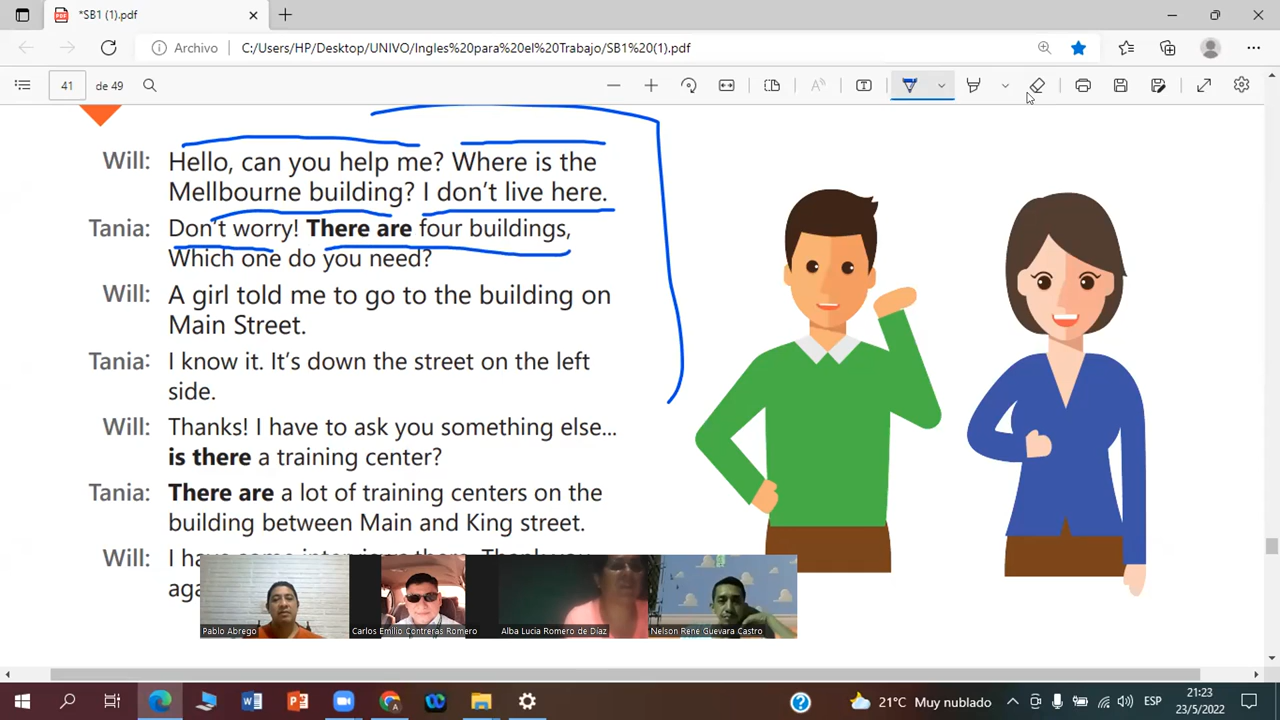 *SB1 (1).pdf
Archivo C:/Users/HP/Desktop/UNIVO/Ingles%20para%20el%20Trabajo/SB1%20(1).pdf
41 de 49
Will: Hello, can you help me? Where is the
Mellbourne building? I don't live here.
Tania: Don't worry! There are four buildings,
Which one do you need?
Will: A girl told me to go to the building on
Main Street.
Tania: I know it. It's down the street on the left
side.
Will: Thanks! I have to ask you something else...
is there a training center?
Tania: There are a lot of training centers on the
building between Main and King street.
Will: I
aga
Pablo Abrego Carlos Emilio Contreras Romero Alba Lucia Romero de Diaz Nelson Rene Guevara Castro
21°C Muy nublado ESP 21:23
23/5/2022